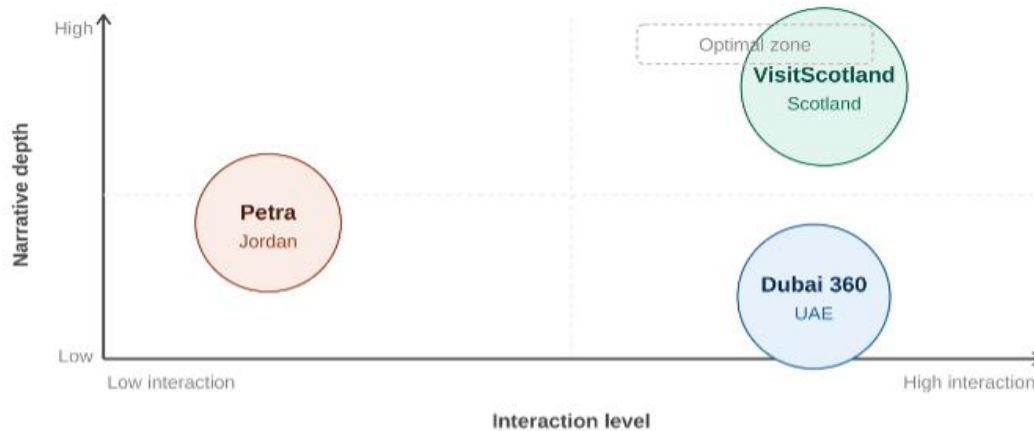 High
Optimal zone
VisitScotland
Scotland
Narrative depth
Petra
Jordan
Dubai 360
UAE
Low
Low interaction
High interaction
Interaction level